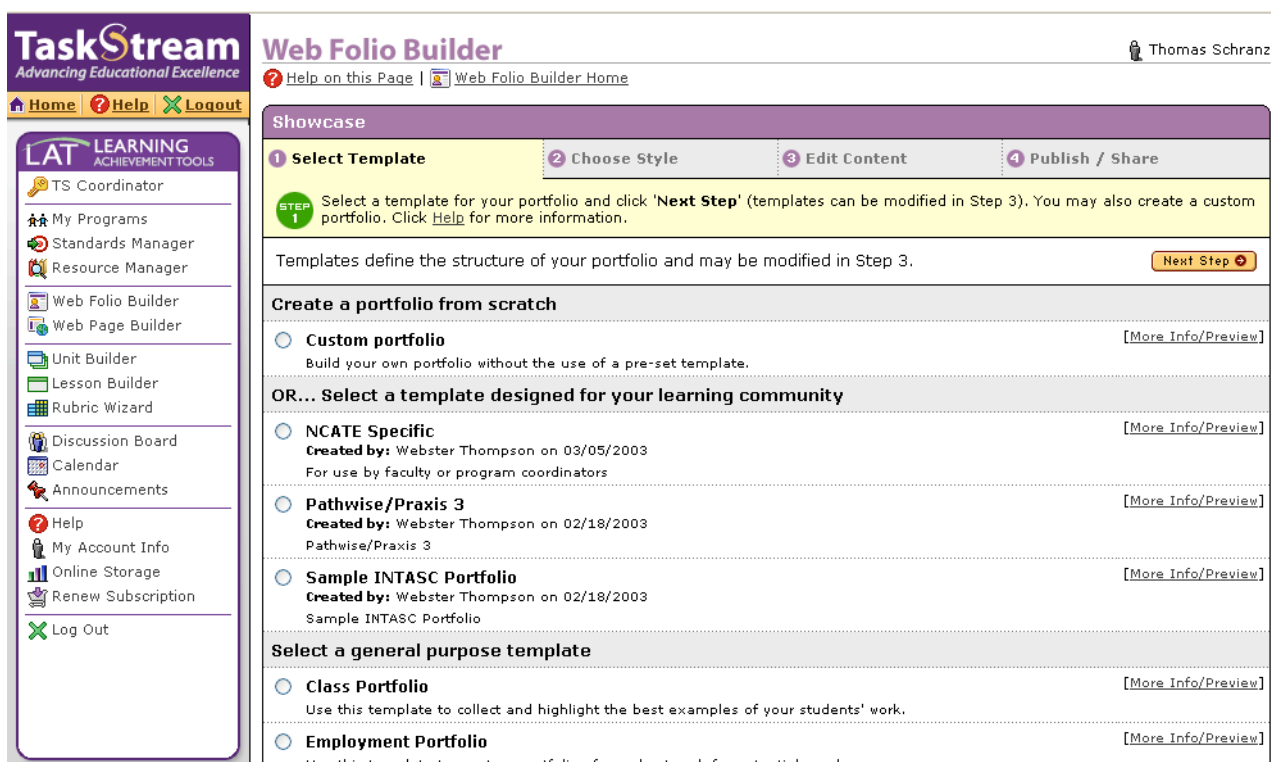 TaskStream
Advancing Educational Excellence
Home Help Logout
LAT LEARNING
ACHIEVEMENT TOOLS
TS Coordinator
My Programs
Standards Manager
Resource Manager
Web Folio Builder
Web Page Builder
Unit Builder
Lesson Builder
Rubric Wizard
Discussion Board
Calendar
Announcements
Help
My Account Info
Online Storage
Renew Subscription
Log Out
Web Folio Builder
Thomas Schranz
Help on this Page | Web Folio Builder Home
Showcase
1 Select Template 2 Choose Style 3 Edit Content 4 Publish / Share
STEP 1
Select a template for your portfolio and click 'Next Step' (templates can be modified in Step 3). You may also create a custom
portfolio. Click Help for more information.
Templates define the structure of your portfolio and may be modified in Step 3. Next Step
Create a portfolio from scratch
Custom portfolio [More Info/Preview]
Build your own portfolio without the use of a pre-set template.
OR... Select a template designed for your learning community
NCATE Specific [More Info/Preview]
Created by: Webster Thompson on 03/05/2003
For use by faculty or program coordinators
Pathwise/Praxis 3 [More Info/Preview]
Created by: Webster Thompson on 02/18/2003
Pathwise/Praxis 3
Sample INTASC Portfolio [More Info/Preview]
Created by: Webster Thompson on 02/18/2003
Sample INTASC Portfolio
Select a general purpose template
Class Portfolio [More Info/Preview]
Use this template to collect and highlight the best examples of your students' work.
Employment Portfolio [More Info/Preview]